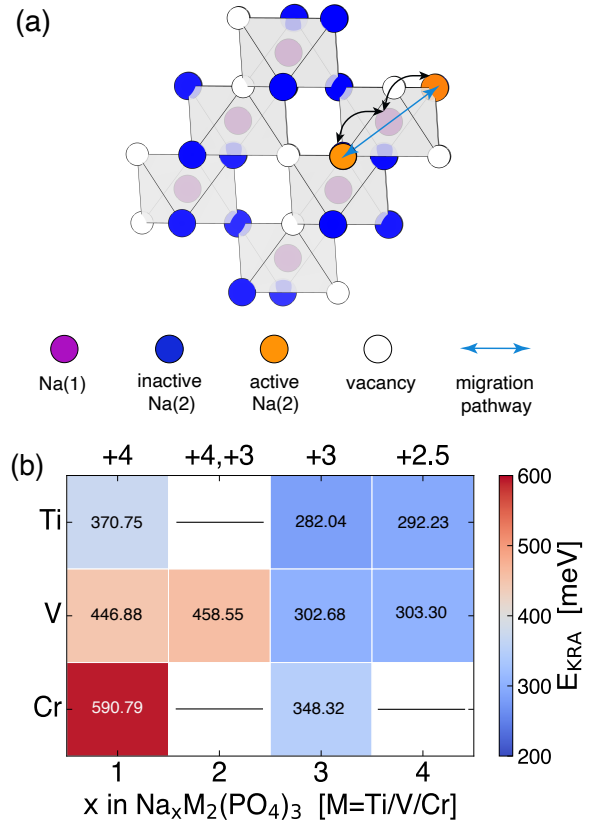 (a)
Na(1)
inactive
Na(2)
active
Na(2)
vacancy
migration
pathway
(b)
+4 +4,+3 +3 +2.5
Ti 370.75 282.04 292.23
V 446.88 458.55 302.68 303.30
Cr 590.79 348.32
1 2 3 4
x in NaₓM₂(PO₄)₃ [M=Ti/V/Cr]
600
500
400
300
200
E_KRA [meV]